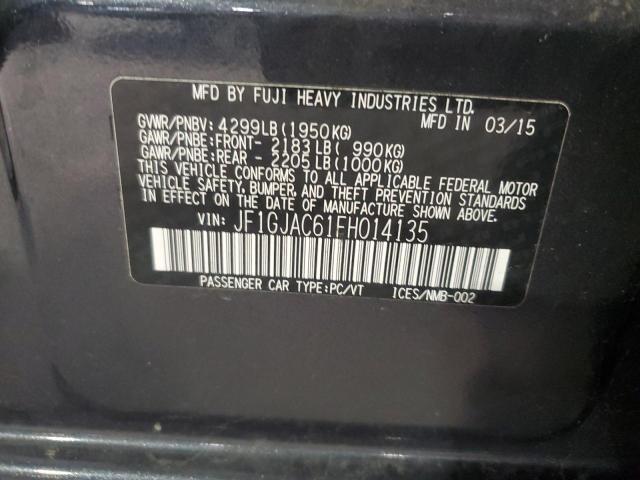 MFD BY FUJI HEAVY INDUSTRIES LTD.
MFD IN 03/15
GVWR/PNBV: 4299LB(1950KG)
GAWR/PNBE:FRONT- 2183LB( 990KG)
GAWR/PNBE:REAR - 2205LB(1000KG)
THIS VEHICLE CONFORMS TO ALL APPLICABLE FEDERAL MOTOR
VEHICLE SAFETY, BUMPER, AND THEFT PREVENTION STANDARDS
IN EFFECT ON THE DATE OF MANUFACTURE SHOWN ABOVE.
VIN: JF1GJAC61FH014135
PASSENGER CAR TYPE:PC/VT ICES/NMB-002